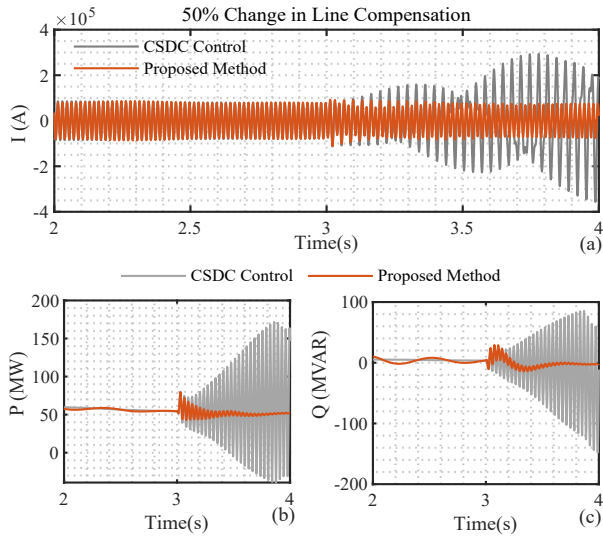 50% Change in Line Compensation
× 10⁵
4
2
0
-2
-4
I (A)
CSDC Control
Proposed Method
2
2.5
3
3.5
4
Time(s)
(a)
CSDC Control
Proposed Method
200
150
100
50
0
P (MW)
2
3
4
Time(s)
(b)
100
0
-100
-200
Q (MVAR)
2
3
4
Time(s)
(c)